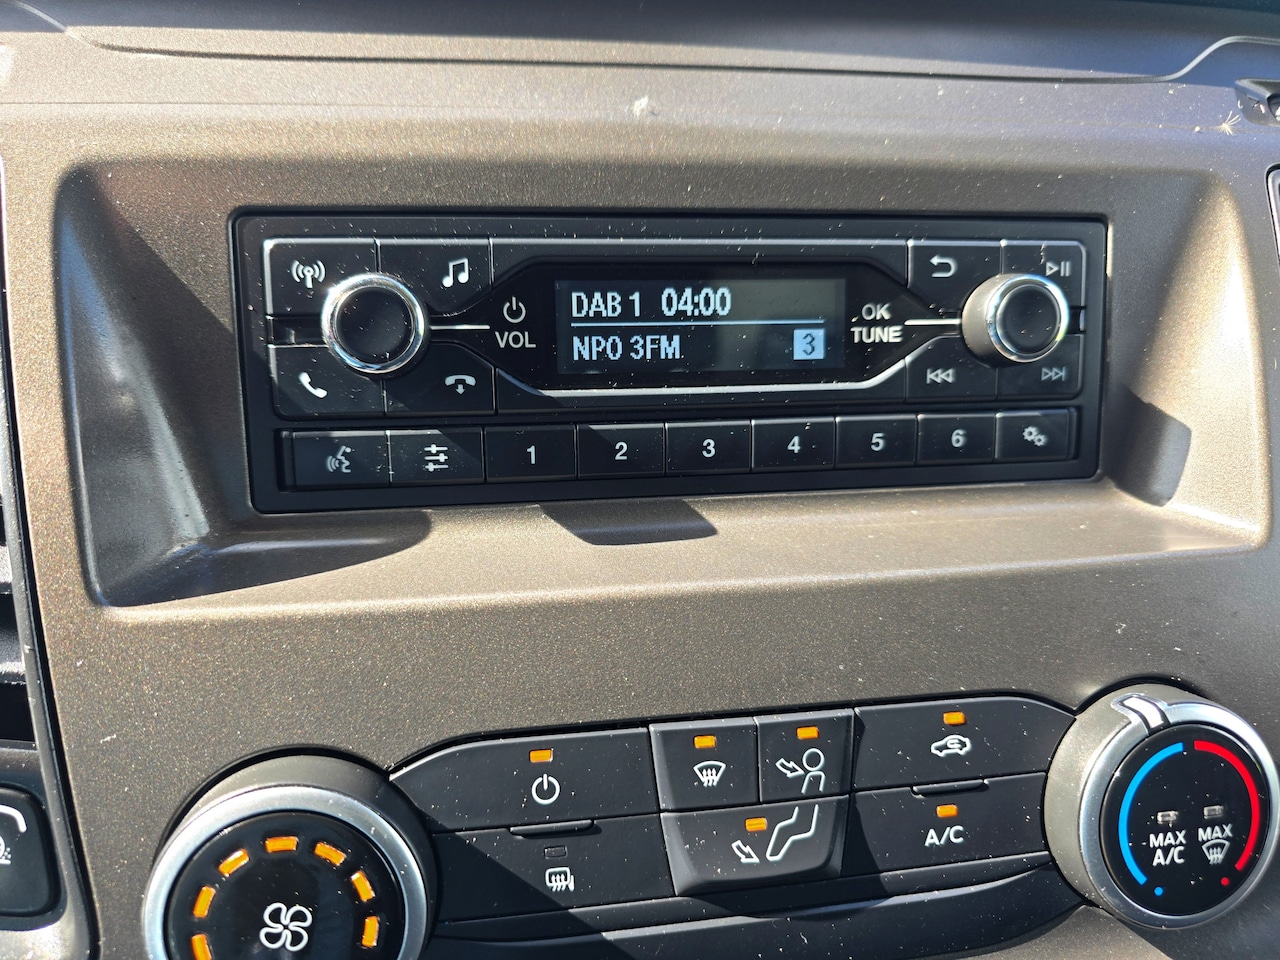 DAB 1 04:00
NPO 3FM 3
VOL
OK
TUNE
1 2 3 4 5 6
A/C
MAX
A/C
MAX